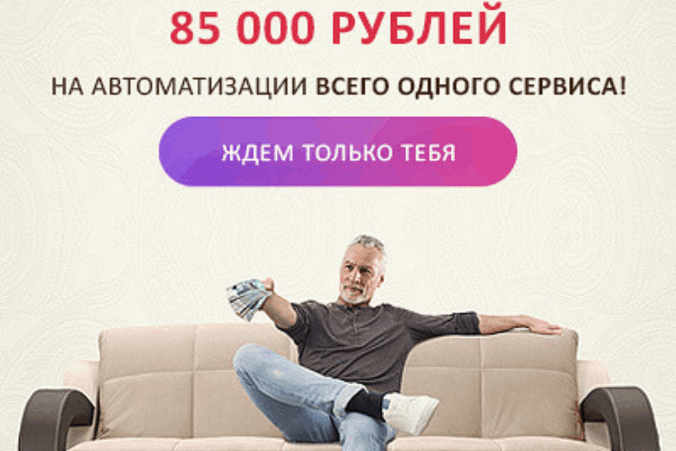 85 000 РУБЛЕЙ
НА АВТОМАТИЗАЦИИ ВСЕГО ОДНОГО СЕРВИСА!
ЖДЕМ ТОЛЬКО ТЕБЯ